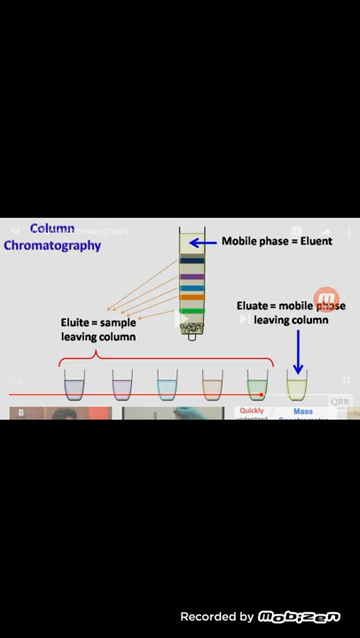 Column
Chromatography
Mobile phase = Eluent
Eluate = mobile phase
leaving column
Eluite = sample
leaving column
QRB
Quickly
Mass
Recorded by Mobizen